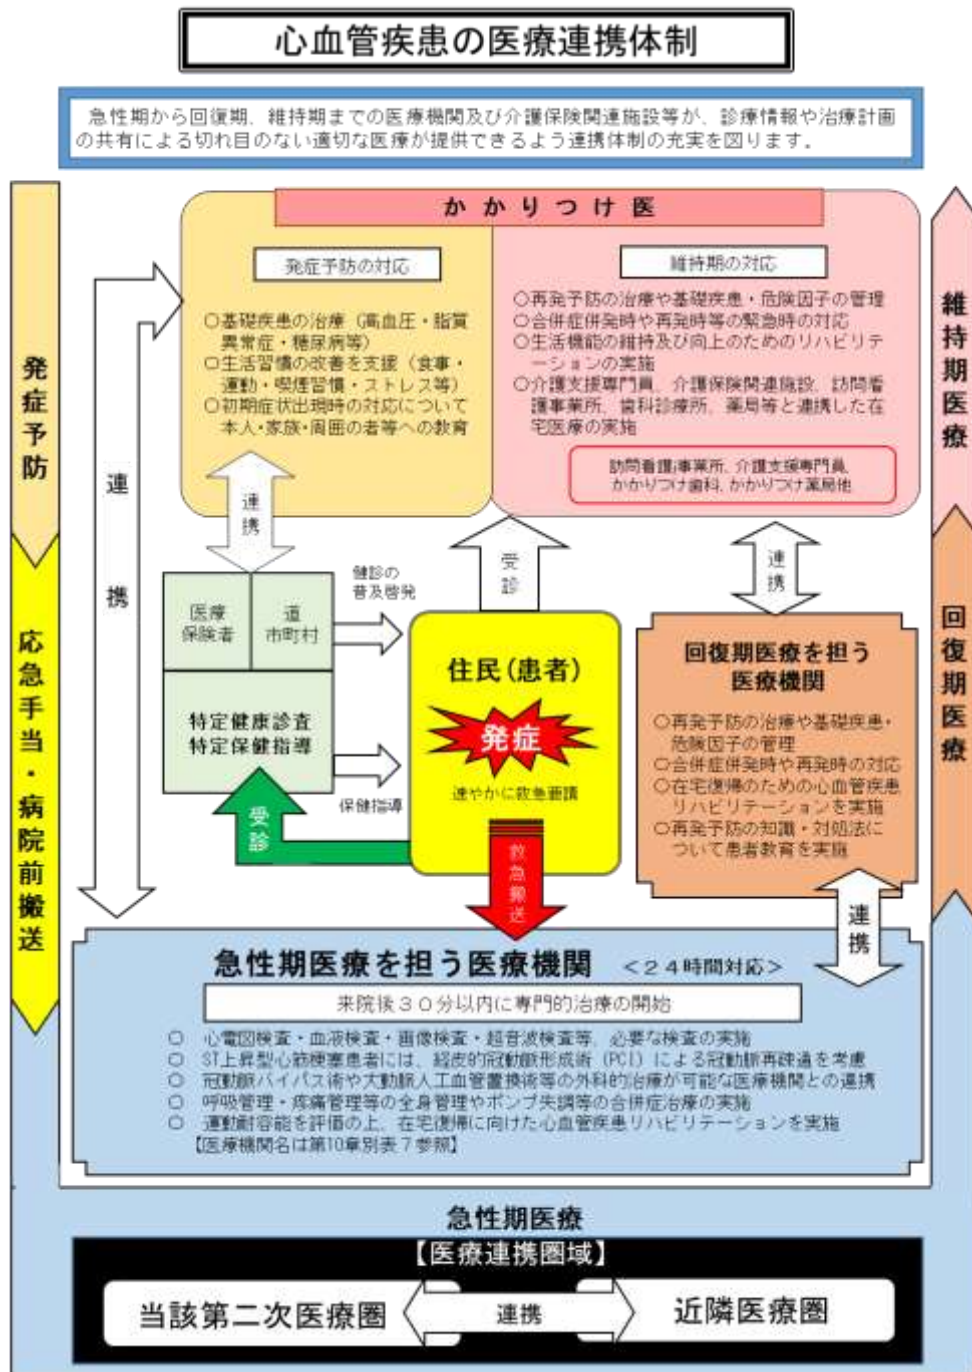 心血管疾患の医療連携体制
急性期から回復期、維持期までの医療機関及び介護保険関連施設等が、診療情報や治療計画
の共有による切れ目のない適切な医療が提供できるよう連携体制の充実を図ります。
かかりつけ医
発症予防の対応
○基礎疾患の治療（高血圧・脂質
異常症・糖尿病等）
○生活習慣の改善を支援（食事・
運動・喫煙習慣・ストレス等）
○初期症状出現時の対応について
本人・家族・周囲の者等への教育
維持期の対応
○再発予防の治療や基礎疾患・危険因子の管理
○合併症併発時や再発時等の緊急時の対応
○生活機能の維持及び向上のためのリハビリテ
ーションの実施
○介護支援専門員、介護保険関連施設、訪問看
護事業所、歯科診療所、薬局等と連携した在
宅医療の実施
訪問看護事業所、介護支援専門員、
かかりつけ歯科、かかりつけ薬局他
発症予防
応急手当・病院前搬送
維持期医療
回復期医療
連携
連携
受診
連携
医療
保険者
道
市町村
健診の
普及啓発
特定健康診査
特定保健指導
保健指導
受診
住民（患者）
発症
速やかに救急要請
救急搬送
回復期医療を担う
医療機関
○再発予防の治療や基礎疾患・
危険因子の管理
○合併症併発時や再発時の対応
○在宅復帰のための心血管疾患
リハビリテーションを実施
○再発予防の知識・対処法に
ついて患者教育を実施
連携
急性期医療を担う医療機関 ＜２４時間対応＞
来院後３０分以内に専門的治療の開始
○ 心電図検査・血液検査・画像検査・超音波検査等、必要な検査の実施
○ ST上昇型心筋梗塞患者には、経皮的冠動脈形成術（PCI）による冠動脈再疎通を考慮
○ 冠動脈バイパス術や大動脈人工血管置換術等の外科的治療が可能な医療機関との連携
○ 呼吸管理・疼痛管理等の全身管理やポンプ失調等の合併症治療の実施
○ 運動耐容能を評価の上、在宅復帰に向けた心血管疾患リハビリテーションを実施
【医療機関名は第10章別表７参照】
急性期医療
【医療連携圏域】
当該第二次医療圏
連携
近隣医療圏